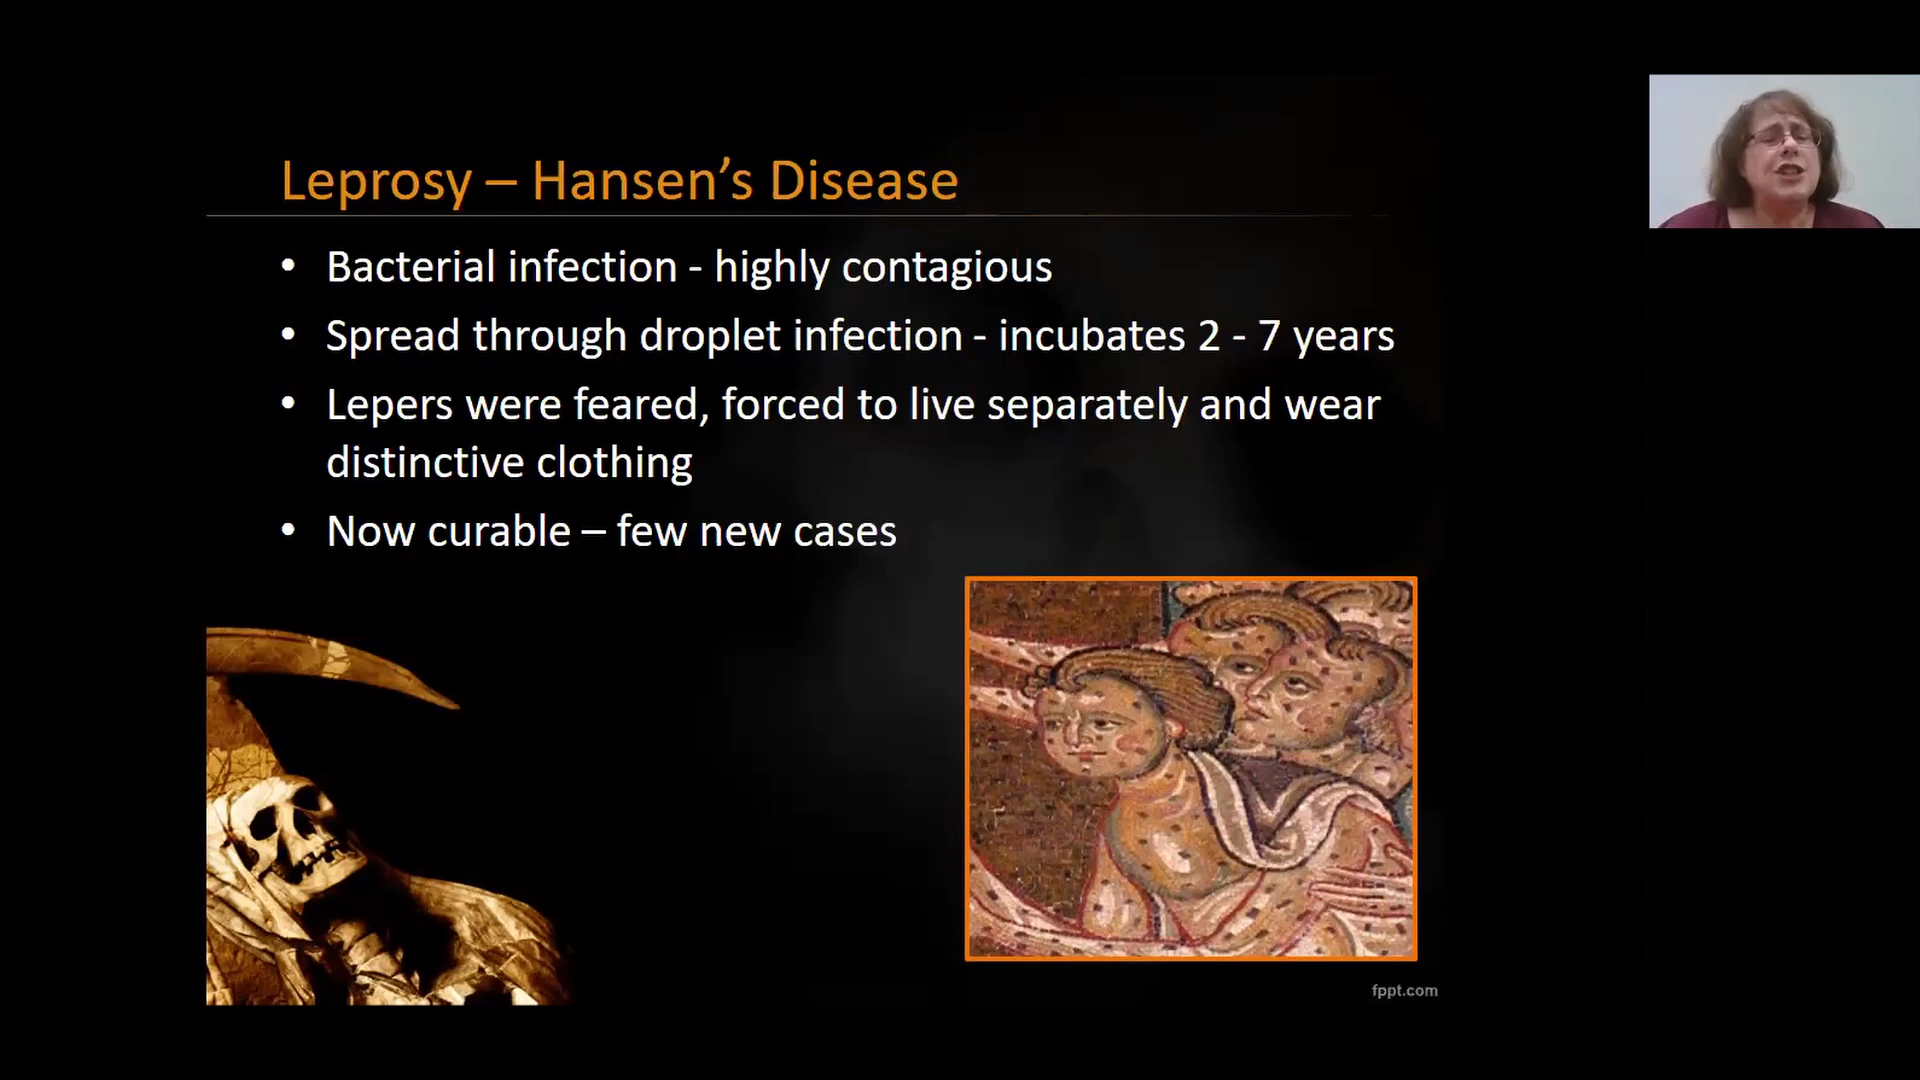 Leprosy – Hansen’s Disease
• Bacterial infection - highly contagious
• Spread through droplet infection - incubates 2 - 7 years
• Lepers were feared, forced to live separately and wear
distinctive clothing
• Now curable – few new cases
fppt.com